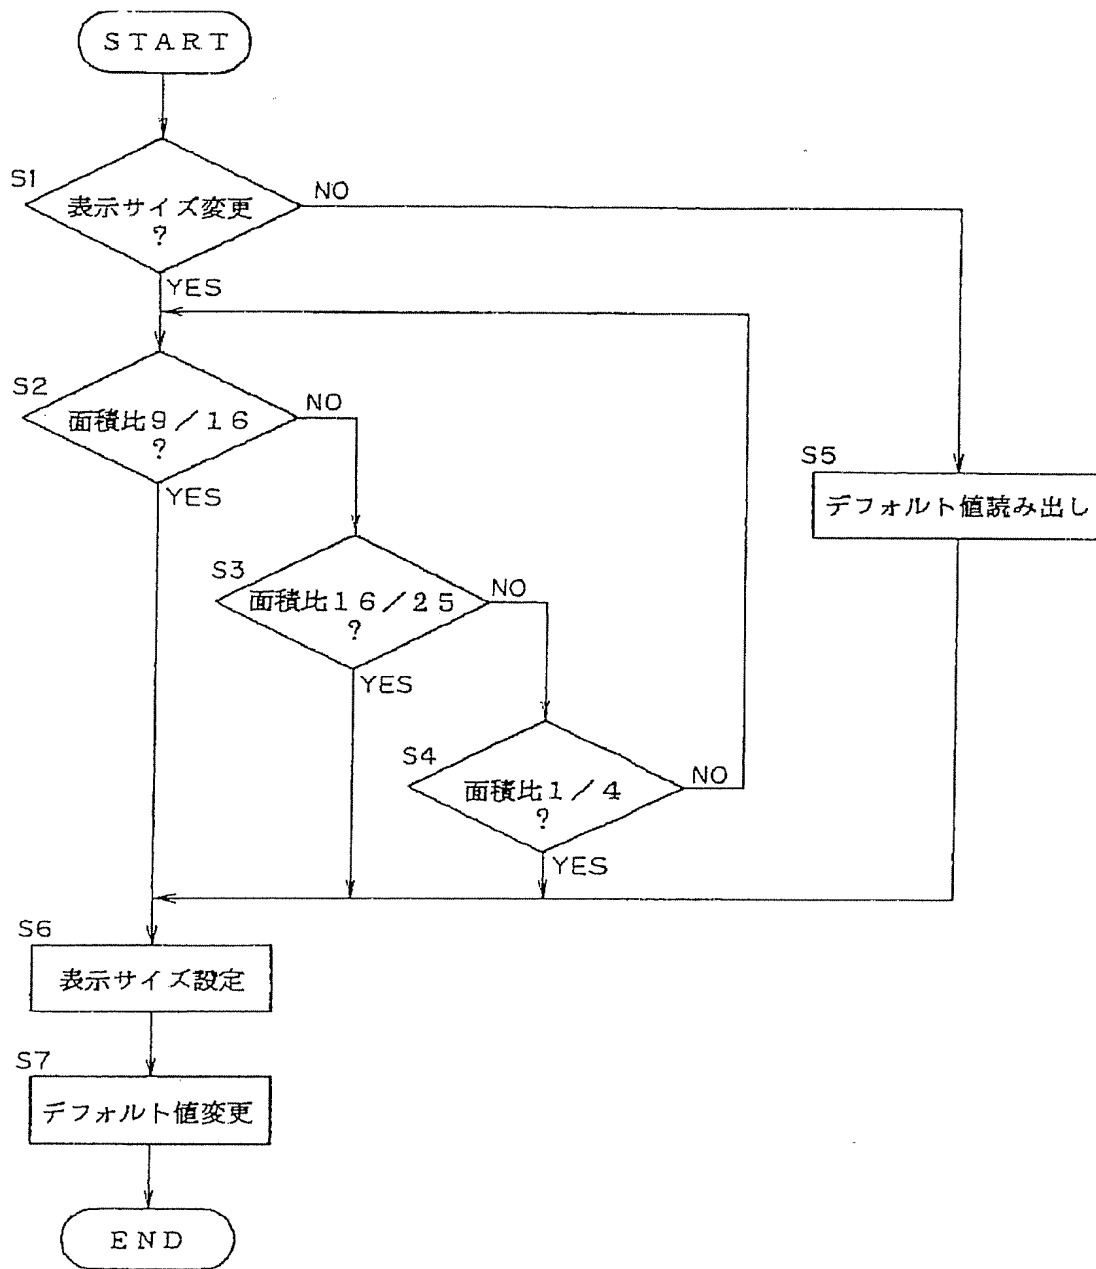 START
S1
表示サイズ変更
?
NO
YES
S2
面積比9/16
?
NO
YES
S3
面積比16/25
?
NO
YES
S4
面積比1/4
?
NO
YES
S5
デフォルト値読み出し
S6
表示サイズ設定
S7
デフォルト値変更
END